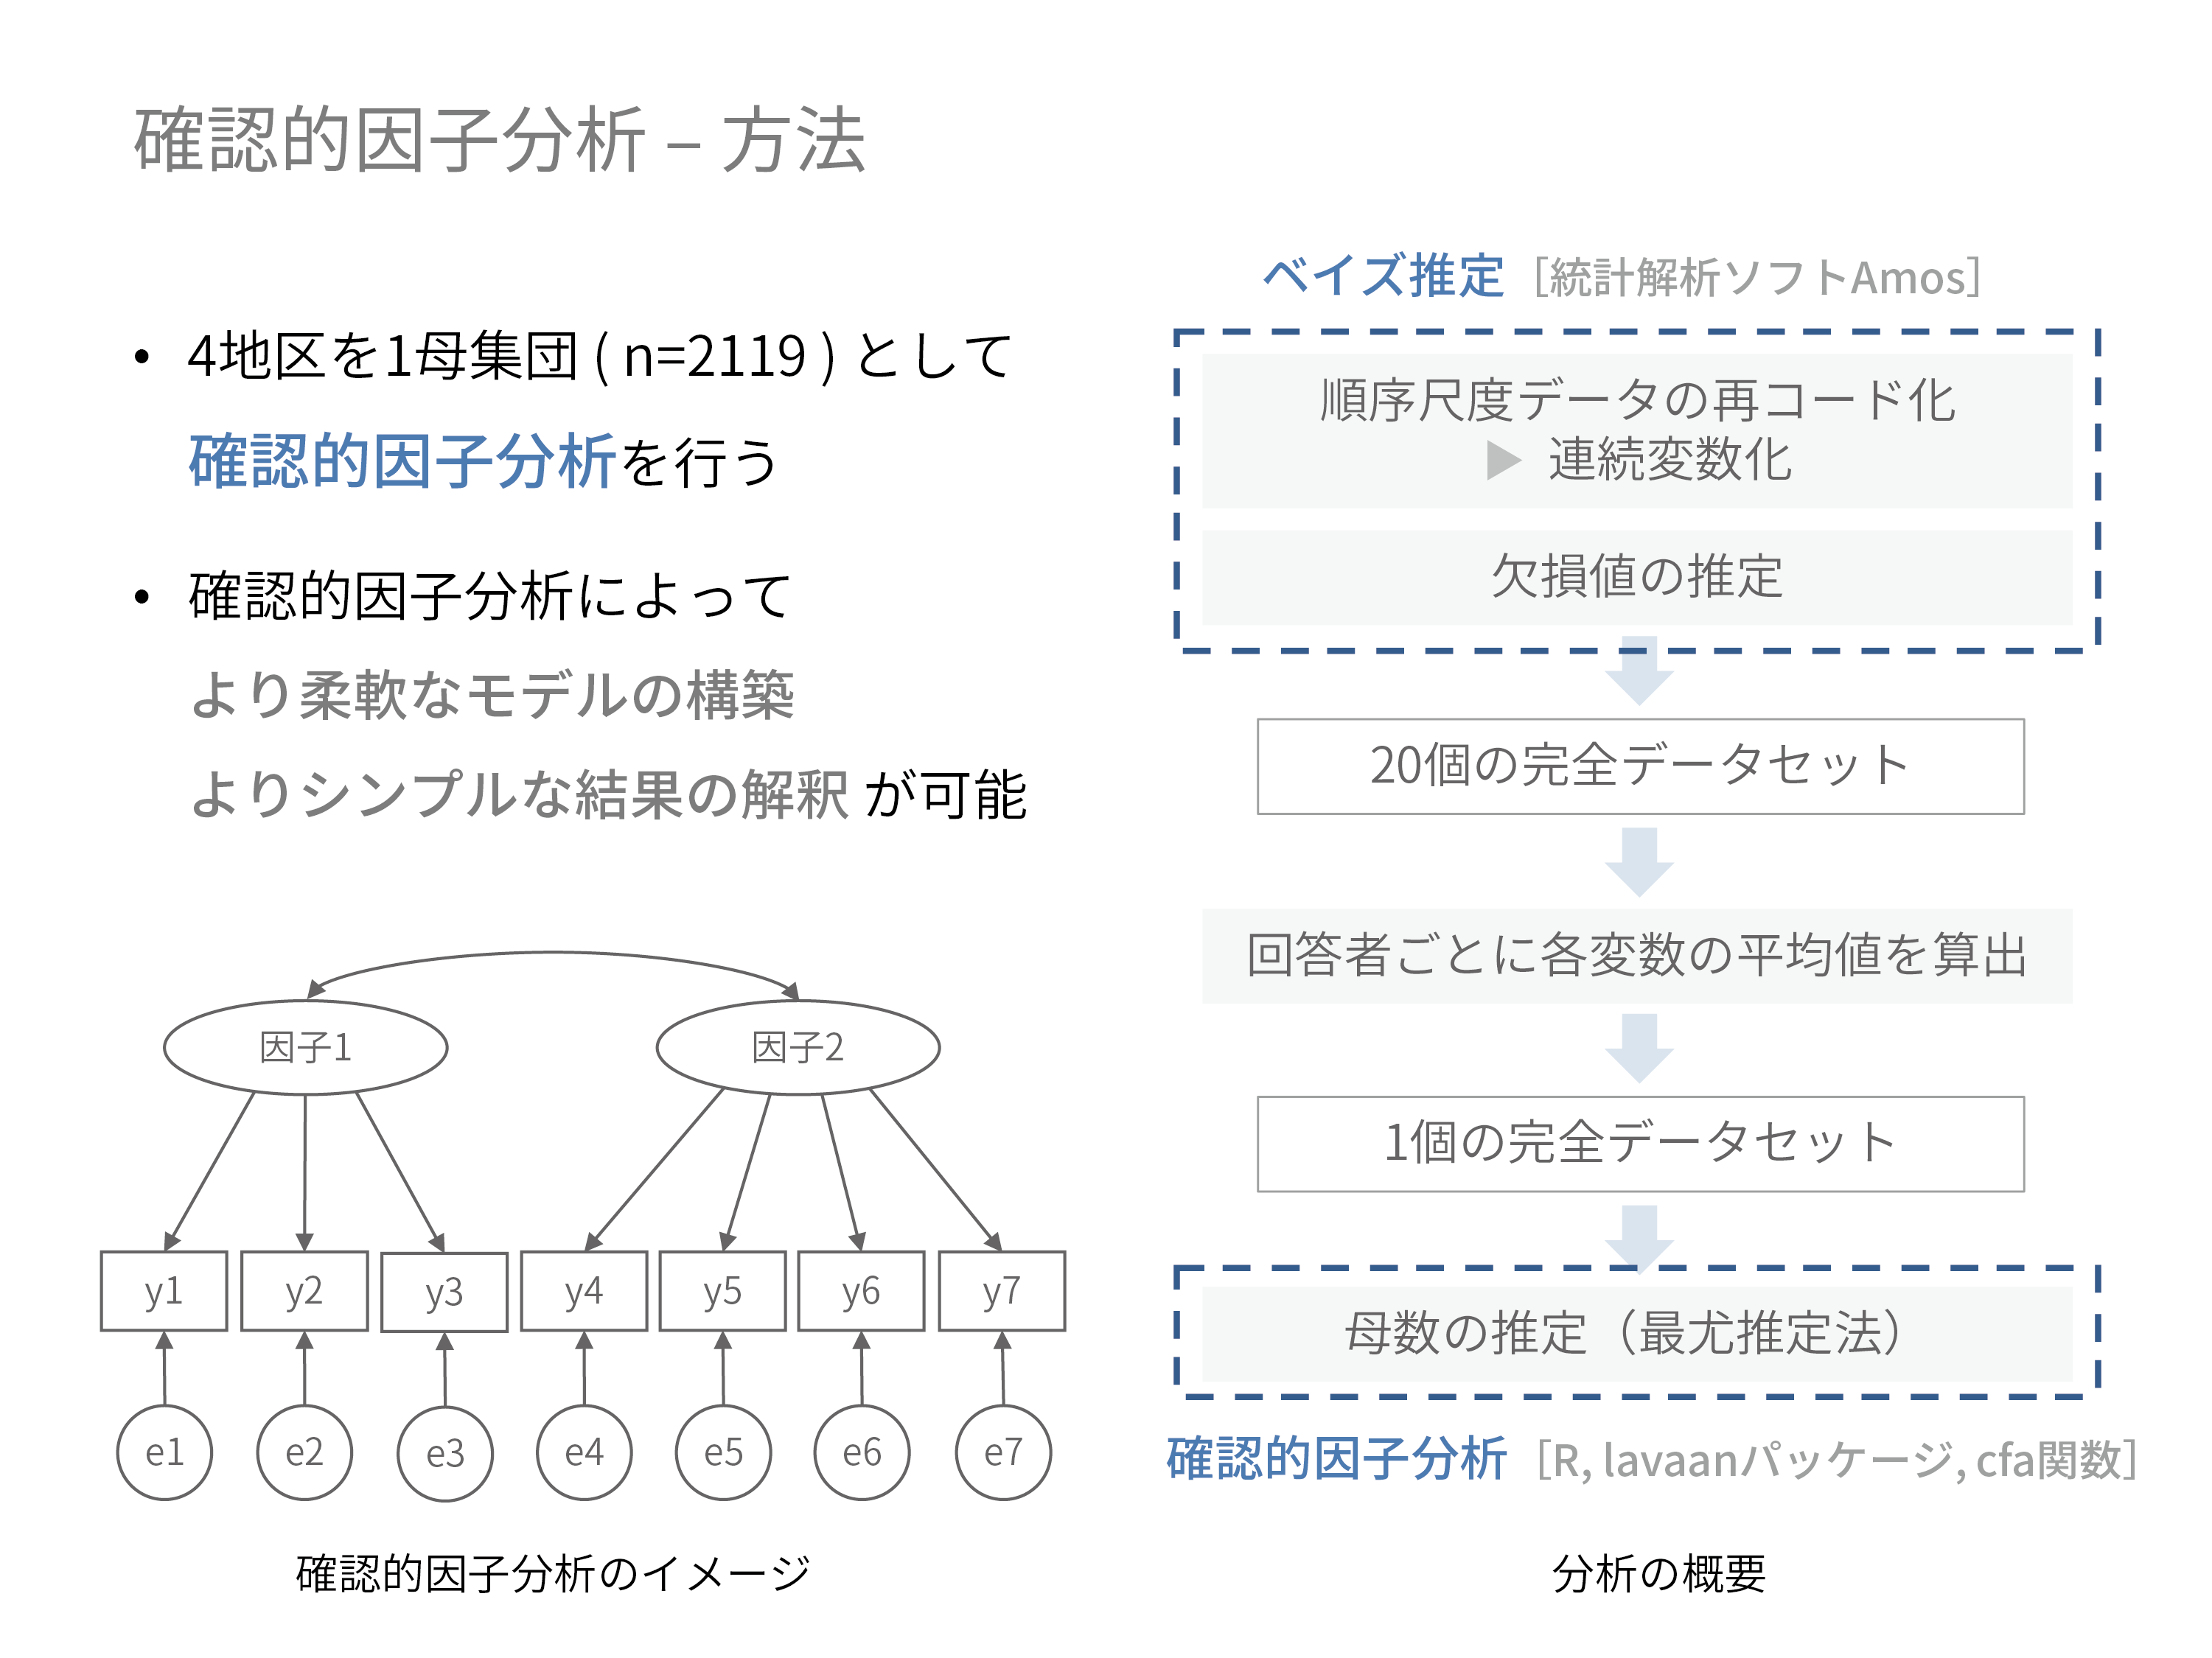 確認的因子分析 – 方法
• 4地区を1母集団 ( n=2119 ) として
確認的因子分析を行う
• 確認的因子分析によって
より柔軟なモデルの構築
よりシンプルな結果の解釈 が可能
因子1
因子2
y1 y2 y3 y4 y5 y6 y7
e1 e2 e3 e4 e5 e6 e7
確認的因子分析のイメージ
ベイズ推定 [統計解析ソフトAmos]
順序尺度データの再コード化
▶ 連続変数化
欠損値の推定
20個の完全データセット
回答者ごとに各変数の平均値を算出
1個の完全データセット
母数の推定（最尤推定法）
確認的因子分析 [R, lavaanパッケージ, cfa関数]
分析の概要